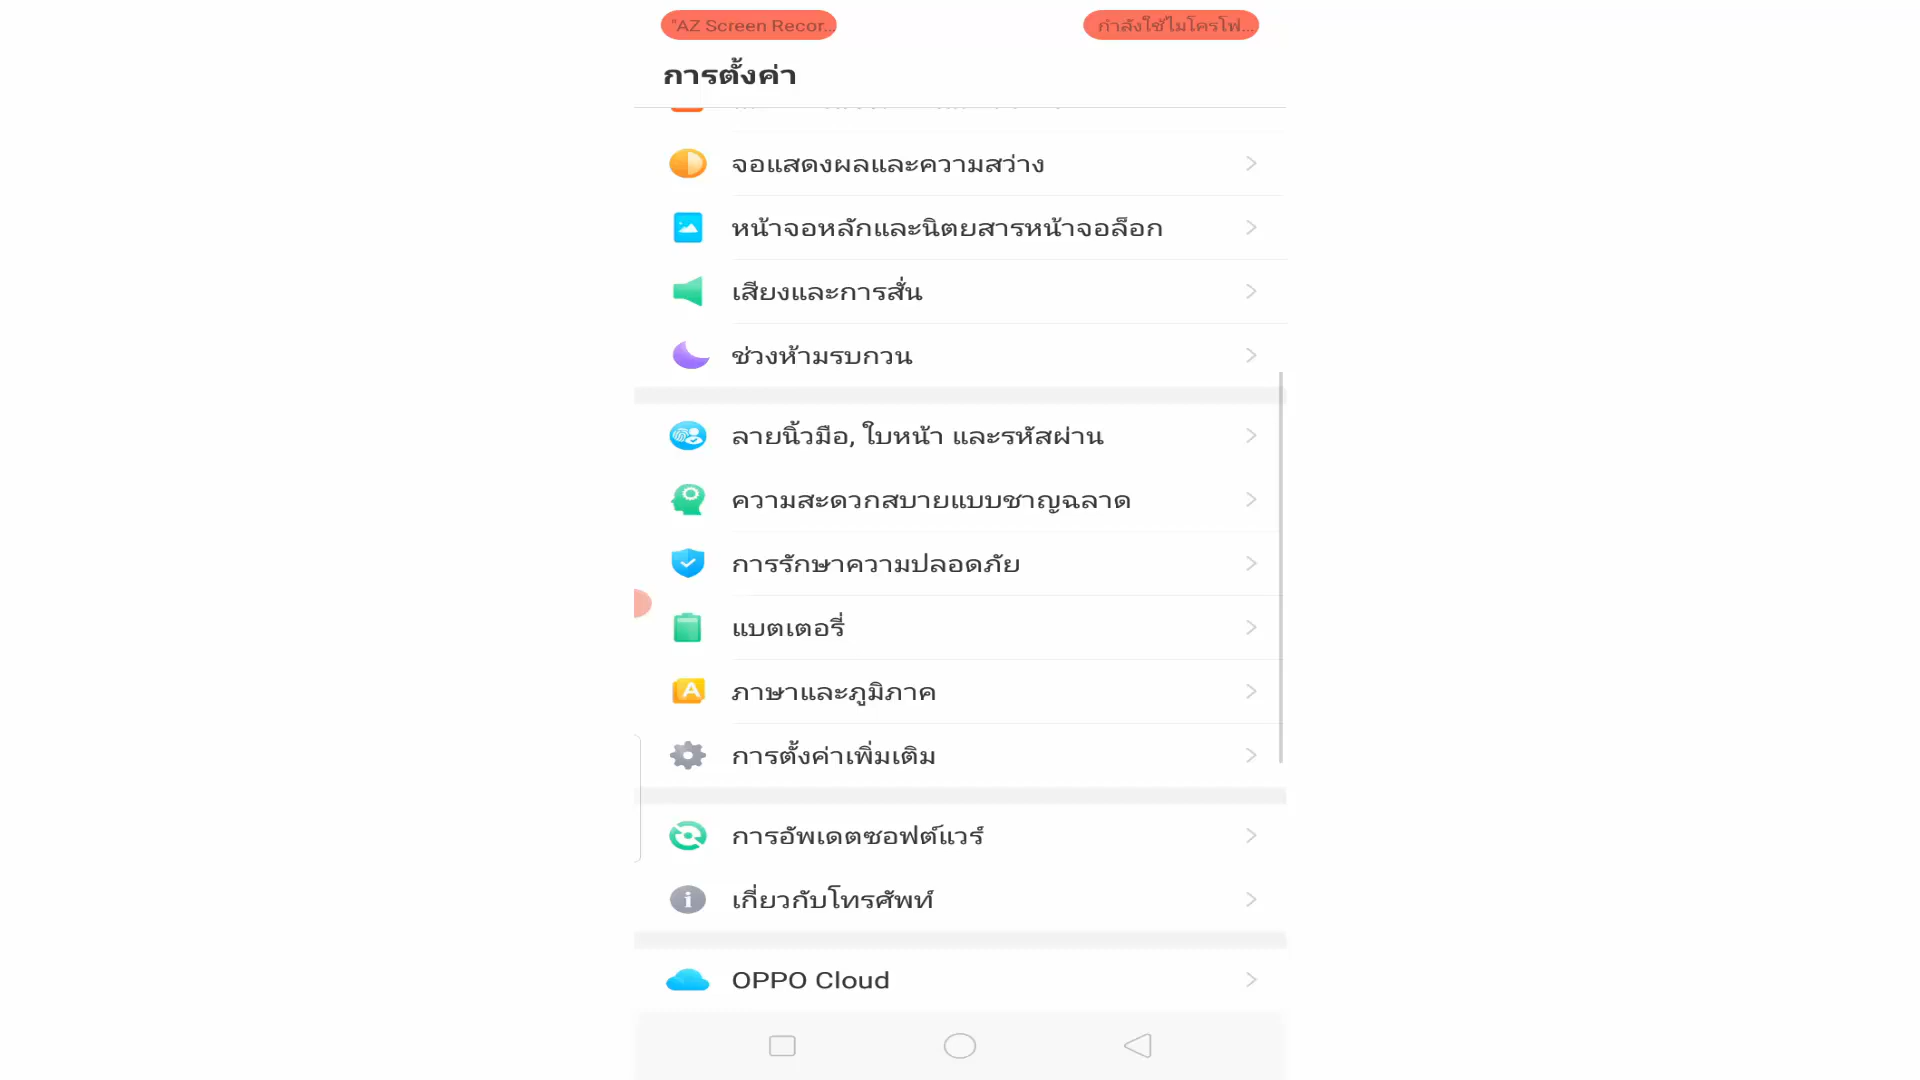 "AZ Screen Recor...
กำลังใช้ไมโครโฟ...
การตั้งค่า
จอแสดงผลและความสว่าง
หน้าจอหลักและนิตยสารหน้าจอล็อก
เสียงและการสั่น
ช่วงห้ามรบกวน
ลายนิ้วมือ, ใบหน้า และรหัสผ่าน
ความสะดวกสบายแบบชาญฉลาด
การรักษาความปลอดภัย
แบตเตอรี่
ภาษาและภูมิภาค
การตั้งค่าเพิ่มเติม
การอัพเดตซอฟต์แวร์
เกี่ยวกับโทรศัพท์
OPPO Cloud